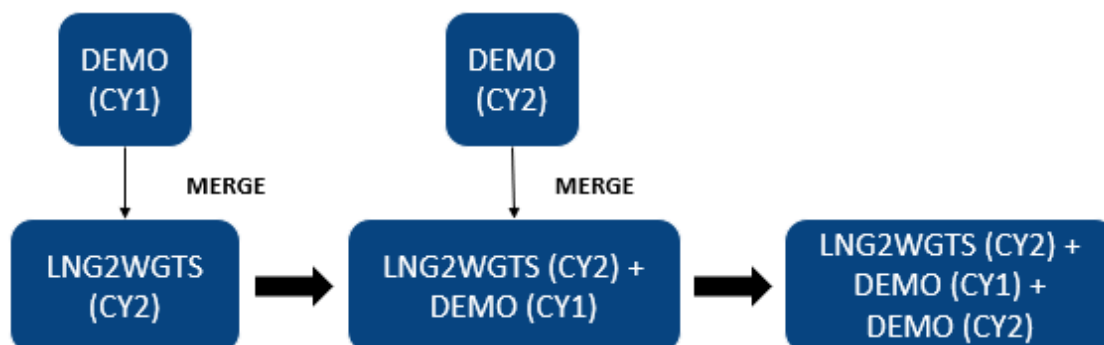 DEMO
(CY1)
DEMO
(CY2)
MERGE
MERGE
LNG2WGTS
(CY2)
LNG2WGTS (CY2) +
DEMO (CY1)
LNG2WGTS (CY2) +
DEMO (CY1) +
DEMO (CY2)